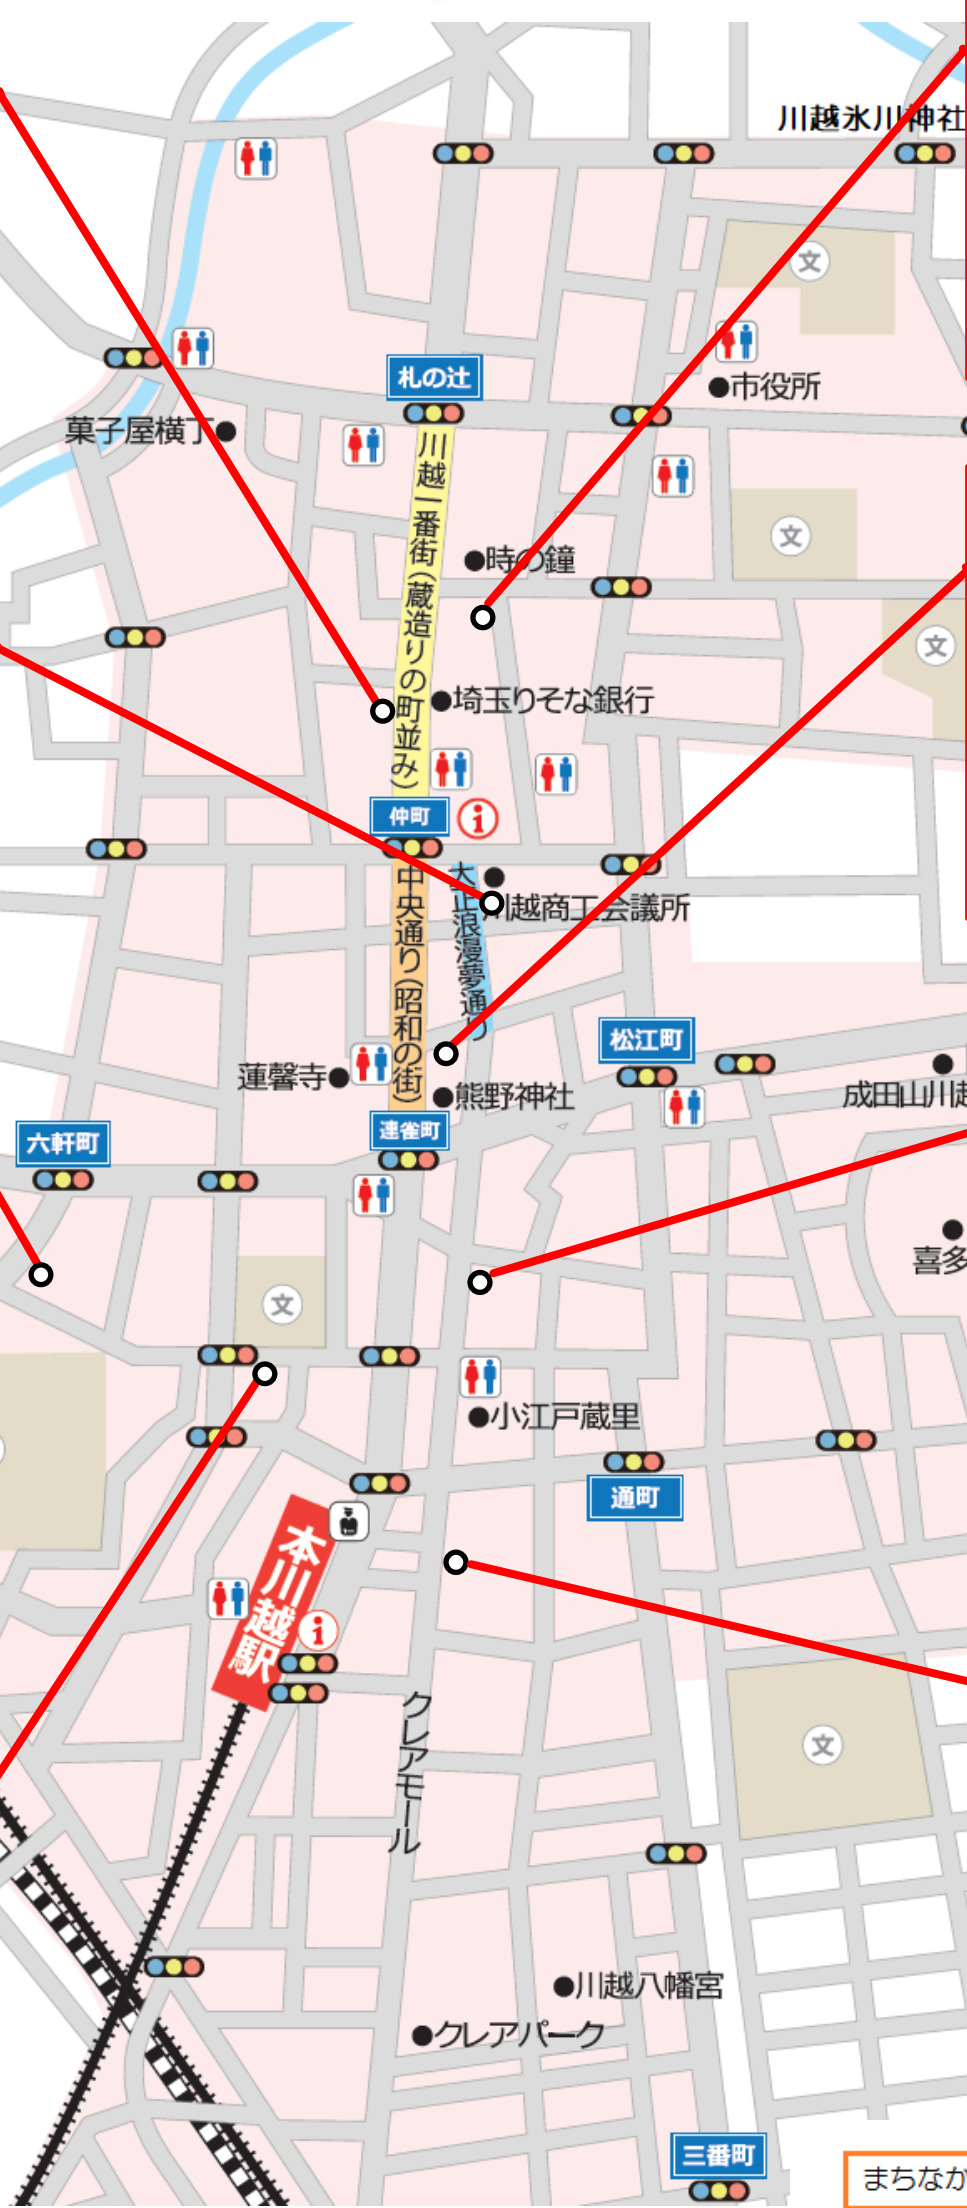 川越氷川神社
文
札の辻
市役所
菓子屋横丁
川越一番街(蔵造りの町並み)
文
時の鐘
文
埼玉りそな銀行
仲町
i
川越商工会議所
中央通り(昭和の街)
大正浪漫夢通り
松江町
蓮馨寺
熊野神社
成田山川越
連雀町
六軒町
喜多
文
小江戸蔵里
通町
本川越駅
i
クレアモール
文
川越八幡宮
クレアパーク
三番町
まちなか